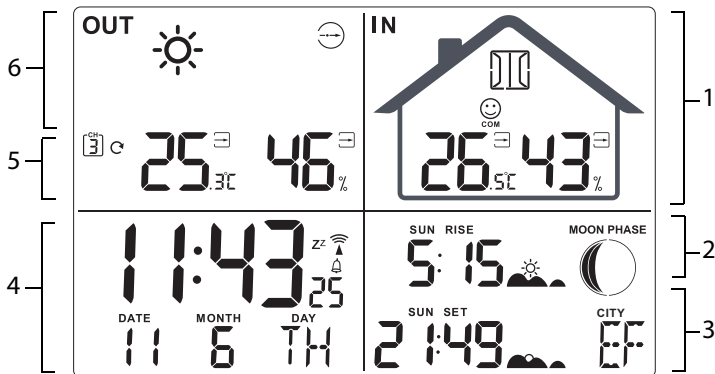 OUT
IN
6
1
COM
CH
3
5
25.3°C
46%
26.5°C
43%
11:43
Zz
25
SUN RISE
MOON PHASE
5:15
2
4
DATE
MONTH
DAY
11
6
TH
SUN SET
CITY
21:49
EF
3